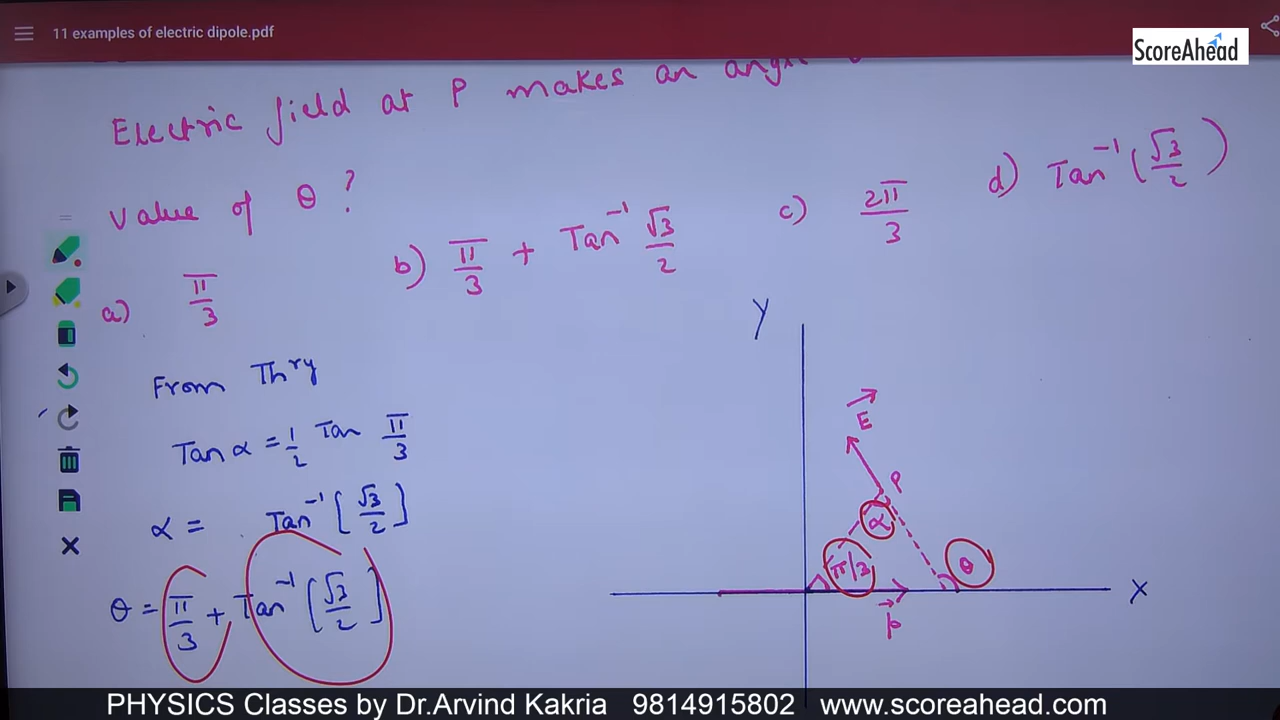 11 examples of electric dipole.pdf
ScoreAhead
Electric field at P makes an angle
value of θ ?
a) π/3
b) π/3 + Tan⁻¹ √3/2
c) 2π/3
d) Tan⁻¹ (√3/2)
From Thʳʸ
Tan α = 1/2 Tan π/3
α = Tan⁻¹ [√3/2]
θ = π/3 + Tan⁻¹ [√3/2]
Y
E⃗
P
α
π/3
θ
X
p⃗
PHYSICS Classes by Dr.Arvind Kakria 9814915802 www.scoreahead.com